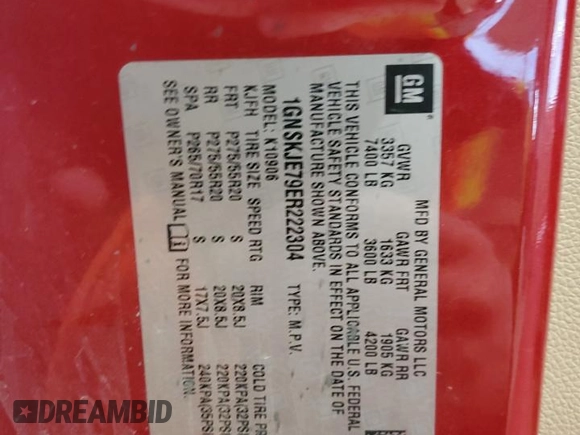 GM ®
MFD BY GENERAL MOTORS LLC
GVWR GAWR FRT GAWR RR
3357 KG 1633 KG 1905 KG
7400 LB 3600 LB 4200 LB
THIS VEHICLE CONFORMS TO ALL APPLICABLE U.S. FEDERAL
VEHICLE SAFETY STANDARDS IN EFFECT ON THE DATE OF
MANUFACTURE SHOWN ABOVE.
1GNSKJE79ER222304 TYPE: M.P.V.
MODEL: K10906
KJFH TIRE SIZE SPEED RTG RIM COLD TIRE PR
FRT P275/55R20 S 20X8.5J 220KPA(32PS
RR P275/55R20 S 20X8.5J 220KPA(32PS
SPA P265/70R17 S 17X7.5J 240KPA(35PS
SEE OWNER'S MANUAL FOR MORE INFORMATION.
DREAMBID